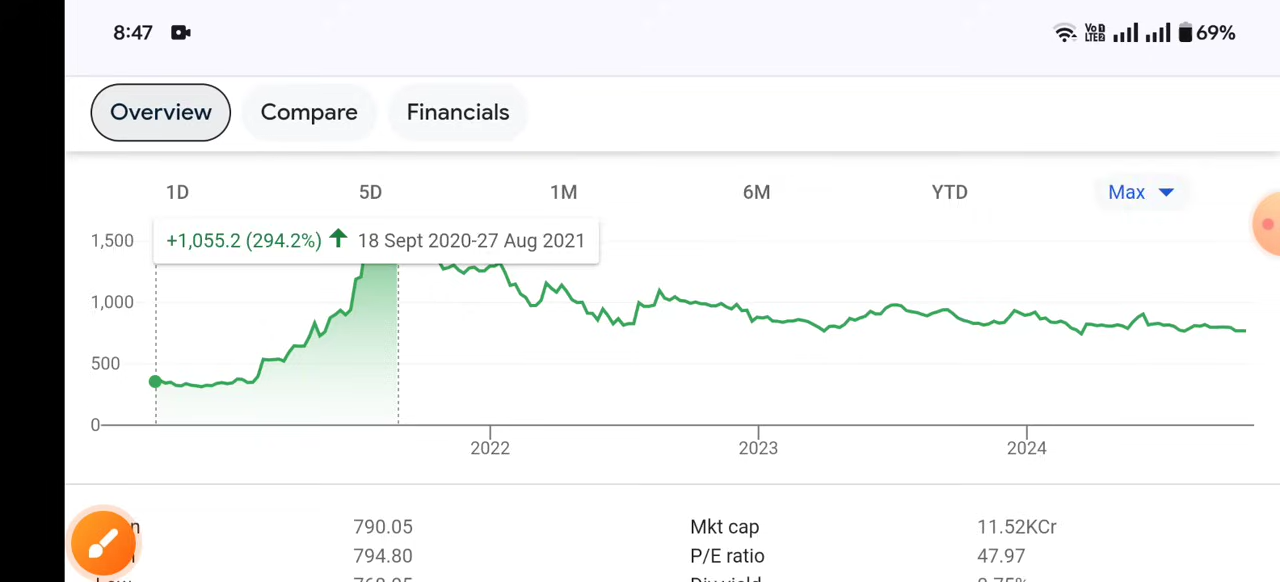 8:47 VoD LTED 69%
Overview Compare Financials
1D 5D 1M 6M YTD Max
1,500 +1,055.2 (294.2%) 18 Sept 2020-27 Aug 2021
1,000
500
0
2022 2023 2024
790.05 Mkt cap 11.52KCr
794.80 P/E ratio 47.97